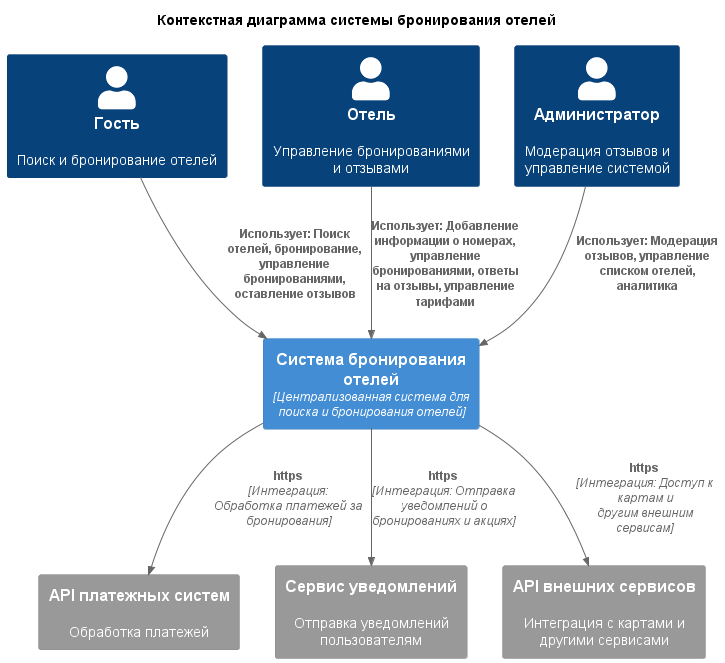 Контекстная диаграмма системы бронирования отелей
Гость
Поиск и бронирование отелей
Отель
Управление бронированиями
и отзывами
Администратор
Модерация отзывов и
управление системой
Использует: Поиск
отелей, бронирование,
управление
бронированиями,
оставление отзывов
Использует: Добавление
информации о номерах,
управление
бронированиями, ответы
на отзывы, управление
тарифами
Использует: Модерация
отзывов, управление
списком отелей,
аналитика
Система бронирования
отелей
[Централизованная система для
поиска и бронирования отелей]
https
[Интеграция:
Обработка платежей за
бронирования]
https
[Интеграция: Отправка
уведомлений о
бронированиях и акциях]
https
[Интеграция: Доступ к
картам и
другим внешним
сервисам]
API платежных систем
Обработка платежей
Сервис уведомлений
Отправка уведомлений
пользователям
API внешних сервисов
Интеграция с картами и
другими сервисами